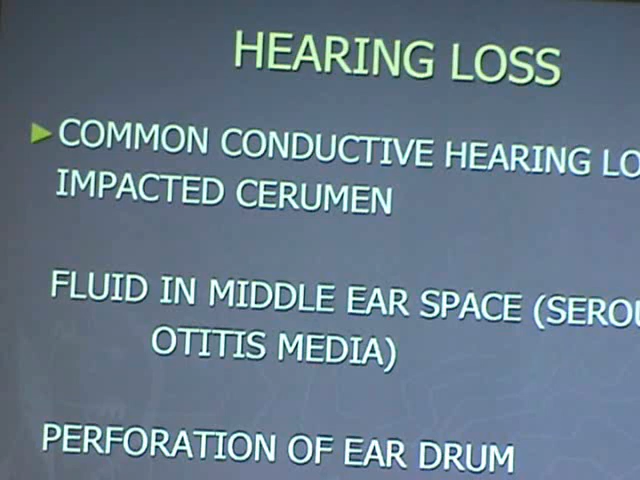 HEARING LOSS
COMMON CONDUCTIVE HEARING LO
IMPACTED CERUMEN
FLUID IN MIDDLE EAR SPACE (SEROU
OTITIS MEDIA)
PERFORATION OF EAR DRUM